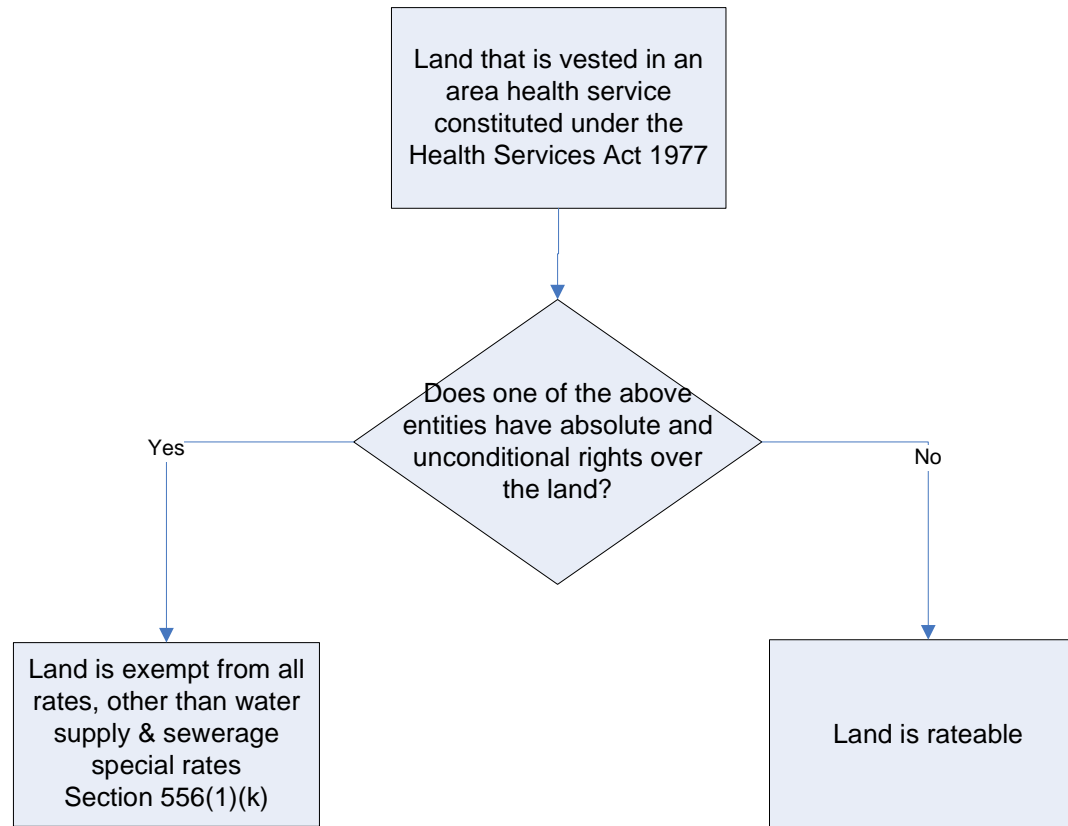 Land that is vested in an
area health service
constituted under the
Health Services Act 1977
Does one of the above
entities have absolute and
unconditional rights over
the land?
Yes
No
Land is exempt from all
rates, other than water
supply & sewerage
special rates
Section 556(1)(k)
Land is rateable